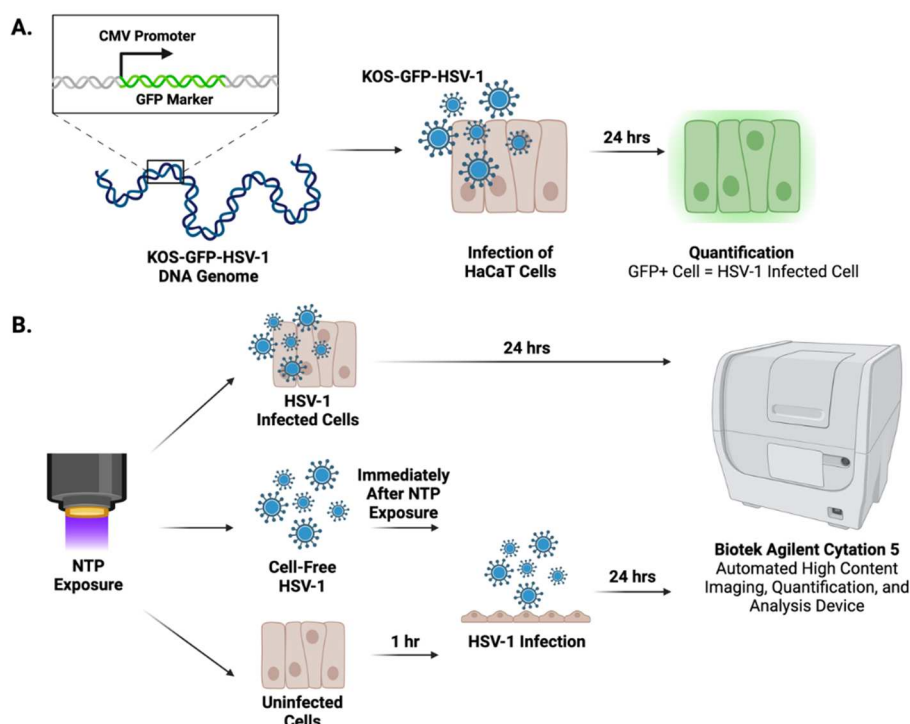 A.
CMV Promoter
GFP Marker
KOS-GFP-HSV-1
DNA Genome
KOS-GFP-HSV-1
Infection of
HaCaT Cells
24 hrs
Quantification
GFP+ Cell = HSV-1 Infected Cell
B.
NTP
Exposure
HSV-1
Infected Cells
24 hrs
Cell-Free
HSV-1
Immediately
After NTP
Exposure
Uninfected
Cells
1 hr
HSV-1 Infection
24 hrs
Biotek Agilent Cytation 5
Automated High Content
Imaging, Quantification, and
Analysis Device